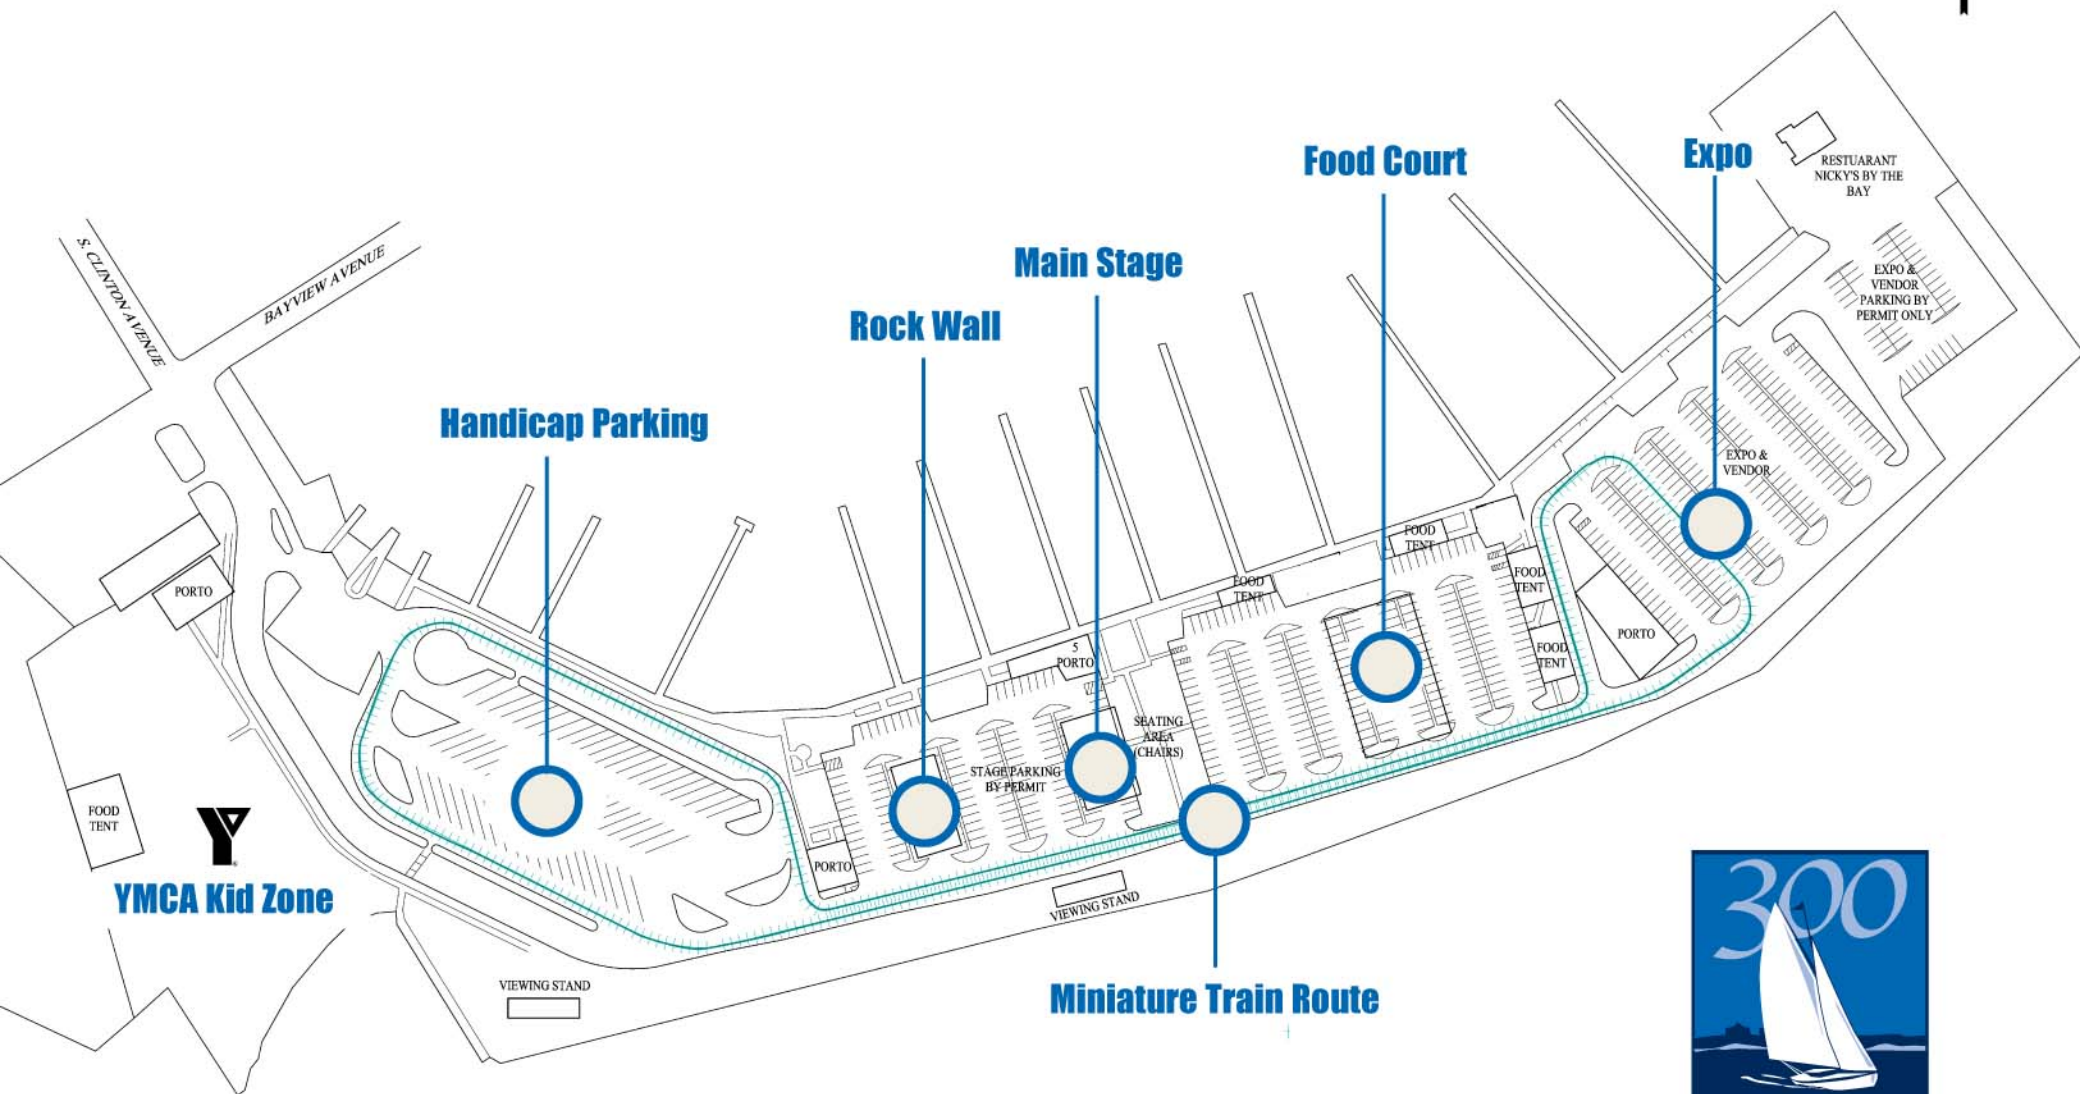 Expo
Food Court
RESTUARANT
NICKY'S BY THE
BAY
Main Stage
S. CLINTON AVENUE
BAYVIEW AVENUE
EXPO &
VENDOR
PARKING BY
PERMIT ONLY
Rock Wall
Handicap Parking
EXPO &
VENDOR
FOOD
TENT
FOOD
TENT
FOOD
TENT
PORTO
PORTO
5
PORTO
FOOD
TENT
SEATING
AREA
(CHAIRS)
STAGE PARKING
BY PERMIT
FOOD
TENT
PORTO
YMCA Kid Zone
VIEWING STAND
VIEWING STAND
Miniature Train Route
300